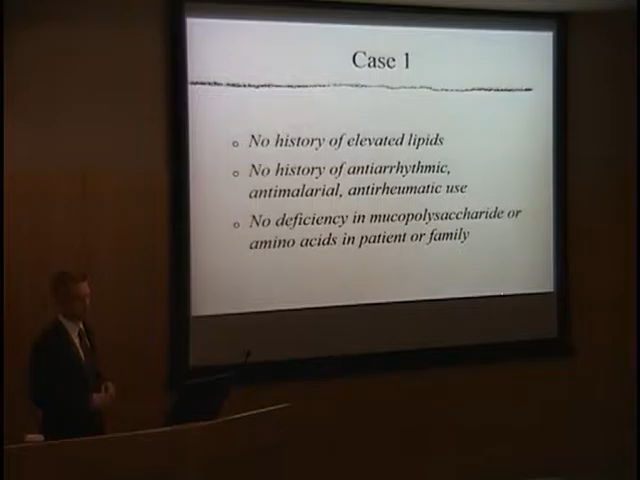 Case 1
No history of elevated lipids
No history of antiarrhythmic,
antimalarial, antirheumatic use
No deficiency in mucopolysaccharide or
amino acids in patient or family